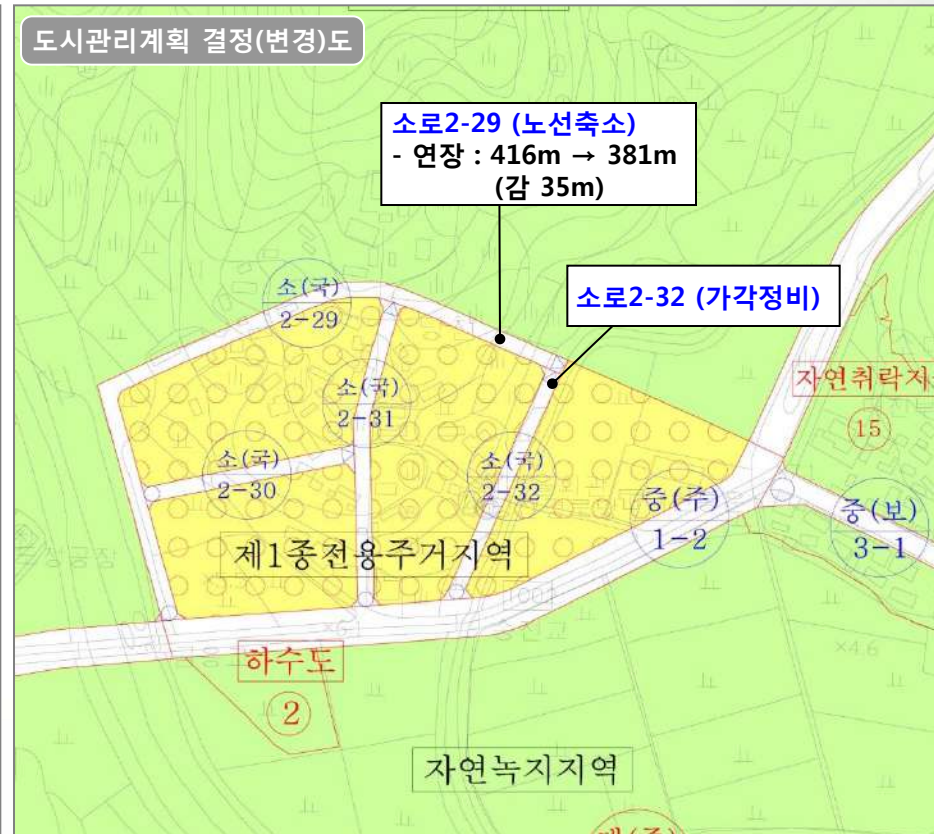 도시관리계획 결정(변경)도
소로2-29 (노선축소)
- 연장 : 416m → 381m
(감 35m)
소로2-32 (가각정비)
소(국)
2-29
소(국)
2-31
소(국)
2-30
소(국)
2-32
자연취락지
15
중(주)
1-2
중(보)
3-1
제1종전용주거지역
하수도
2
×4.6
자연녹지지역